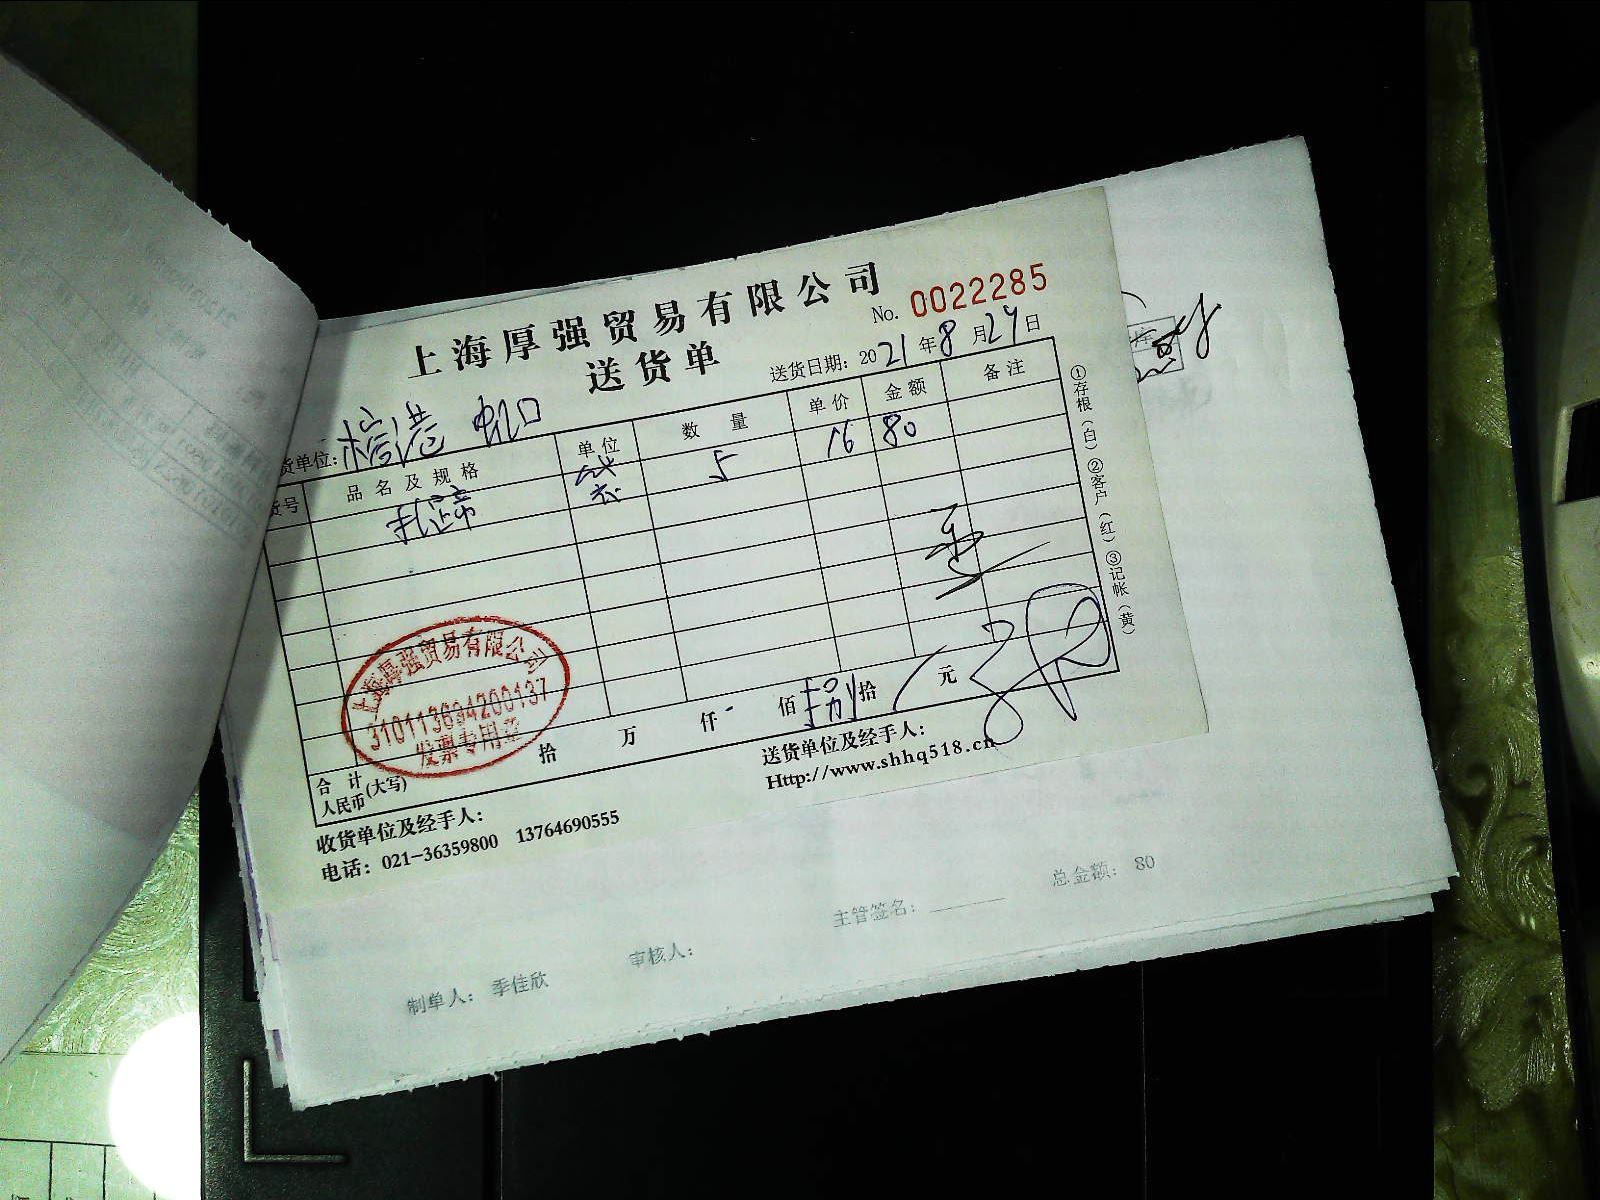 上海厚强贸易有限公司
送货单
No. 0022285
送货日期: 2021年8月29日
货单位: 虹口
货号 品名及规格 单位 数量 单价 金额 备注
5 16 80
合计
人民币(大写) 拾 万 仟 佰 捌 拾 元
上海厚强贸易有限公司
310113694200137
发票专用章
收货单位及经手人:
送货单位及经手人:
电话: 021-36359800 13764690555
Http://www.shhq518.cn
①存根(白)②客户(红)③记帐(黄)
制单人: 季佳欣 审核人: 主管签名: 总金额: 80